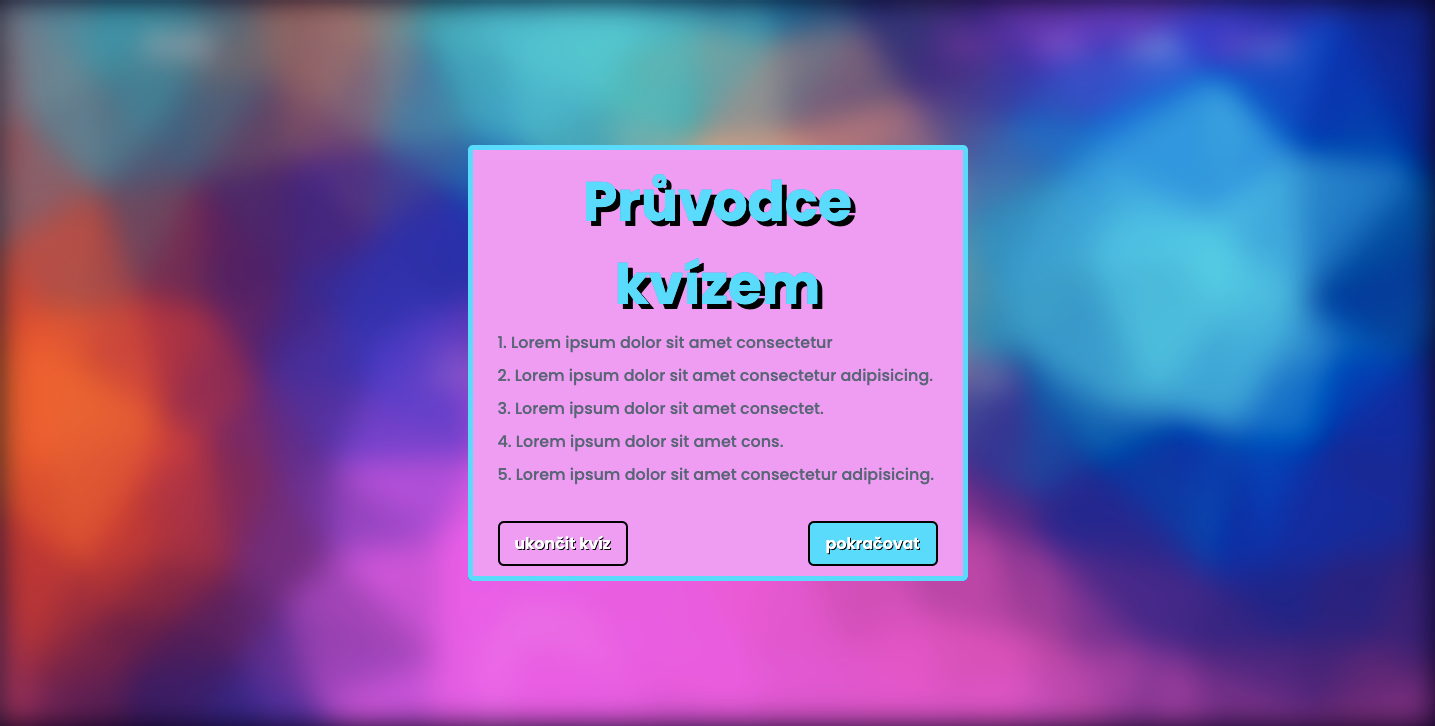 Průvodce
kvízem
1. Lorem ipsum dolor sit amet consectetur
2. Lorem ipsum dolor sit amet consectetur adipisicing.
3. Lorem ipsum dolor sit amet consectet.
4. Lorem ipsum dolor sit amet cons.
5. Lorem ipsum dolor sit amet consectetur adipisicing.
ukončit kvíz
pokračovat